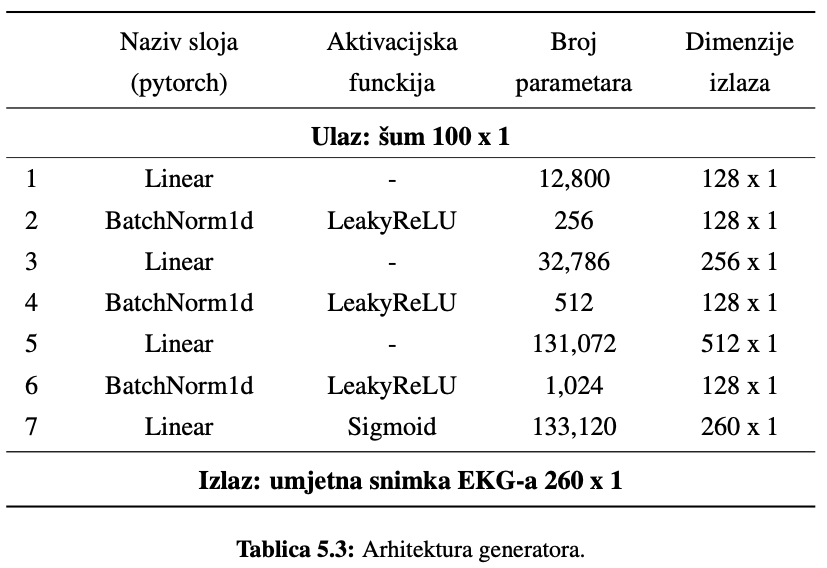 Naziv sloja Aktivacijska Broj Dimenzije
(pytorch) funckija parametara izlaza
Ulaz: šum 100 x 1
1 Linear - 12,800 128 x 1
2 BatchNorm1d LeakyReLU 256 128 x 1
3 Linear - 32,786 256 x 1
4 BatchNorm1d LeakyReLU 512 128 x 1
5 Linear - 131,072 512 x 1
6 BatchNorm1d LeakyReLU 1,024 128 x 1
7 Linear Sigmoid 133,120 260 x 1
Izlaz: umjetna snimka EKG-a 260 x 1
Tablica 5.3: Arhitektura generatora.